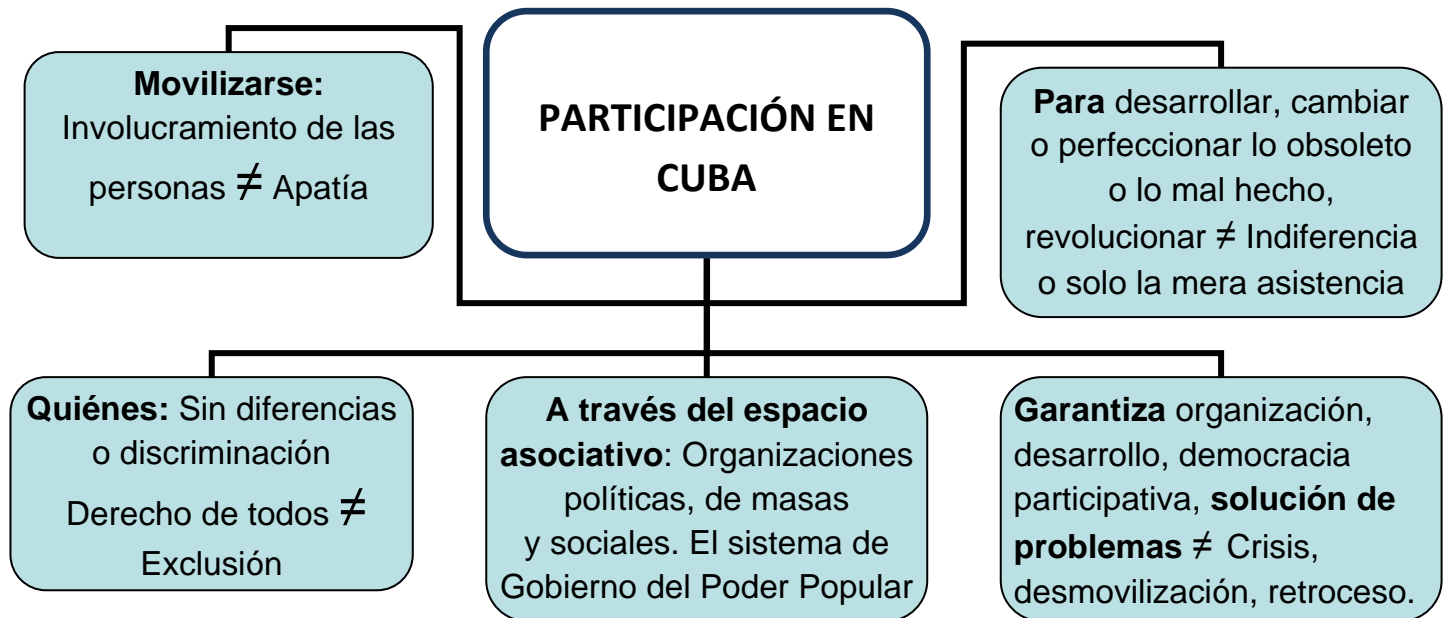 PARTICIPACIÓN EN
CUBA
Movilizarse:
Involucramiento de las
personas ≠ Apatía
Para desarrollar, cambiar
o perfeccionar lo obsoleto
o lo mal hecho,
revolucionar ≠ Indiferencia
o solo la mera asistencia
Quiénes: Sin diferencias
o discriminación
Derecho de todos ≠
Exclusión
A través del espacio
asociativo: Organizaciones
políticas, de masas
y sociales. El sistema de
Gobierno del Poder Popular
Garantiza organización,
desarrollo, democracia
participativa, solución de
problemas ≠ Crisis,
desmovilización, retroceso.